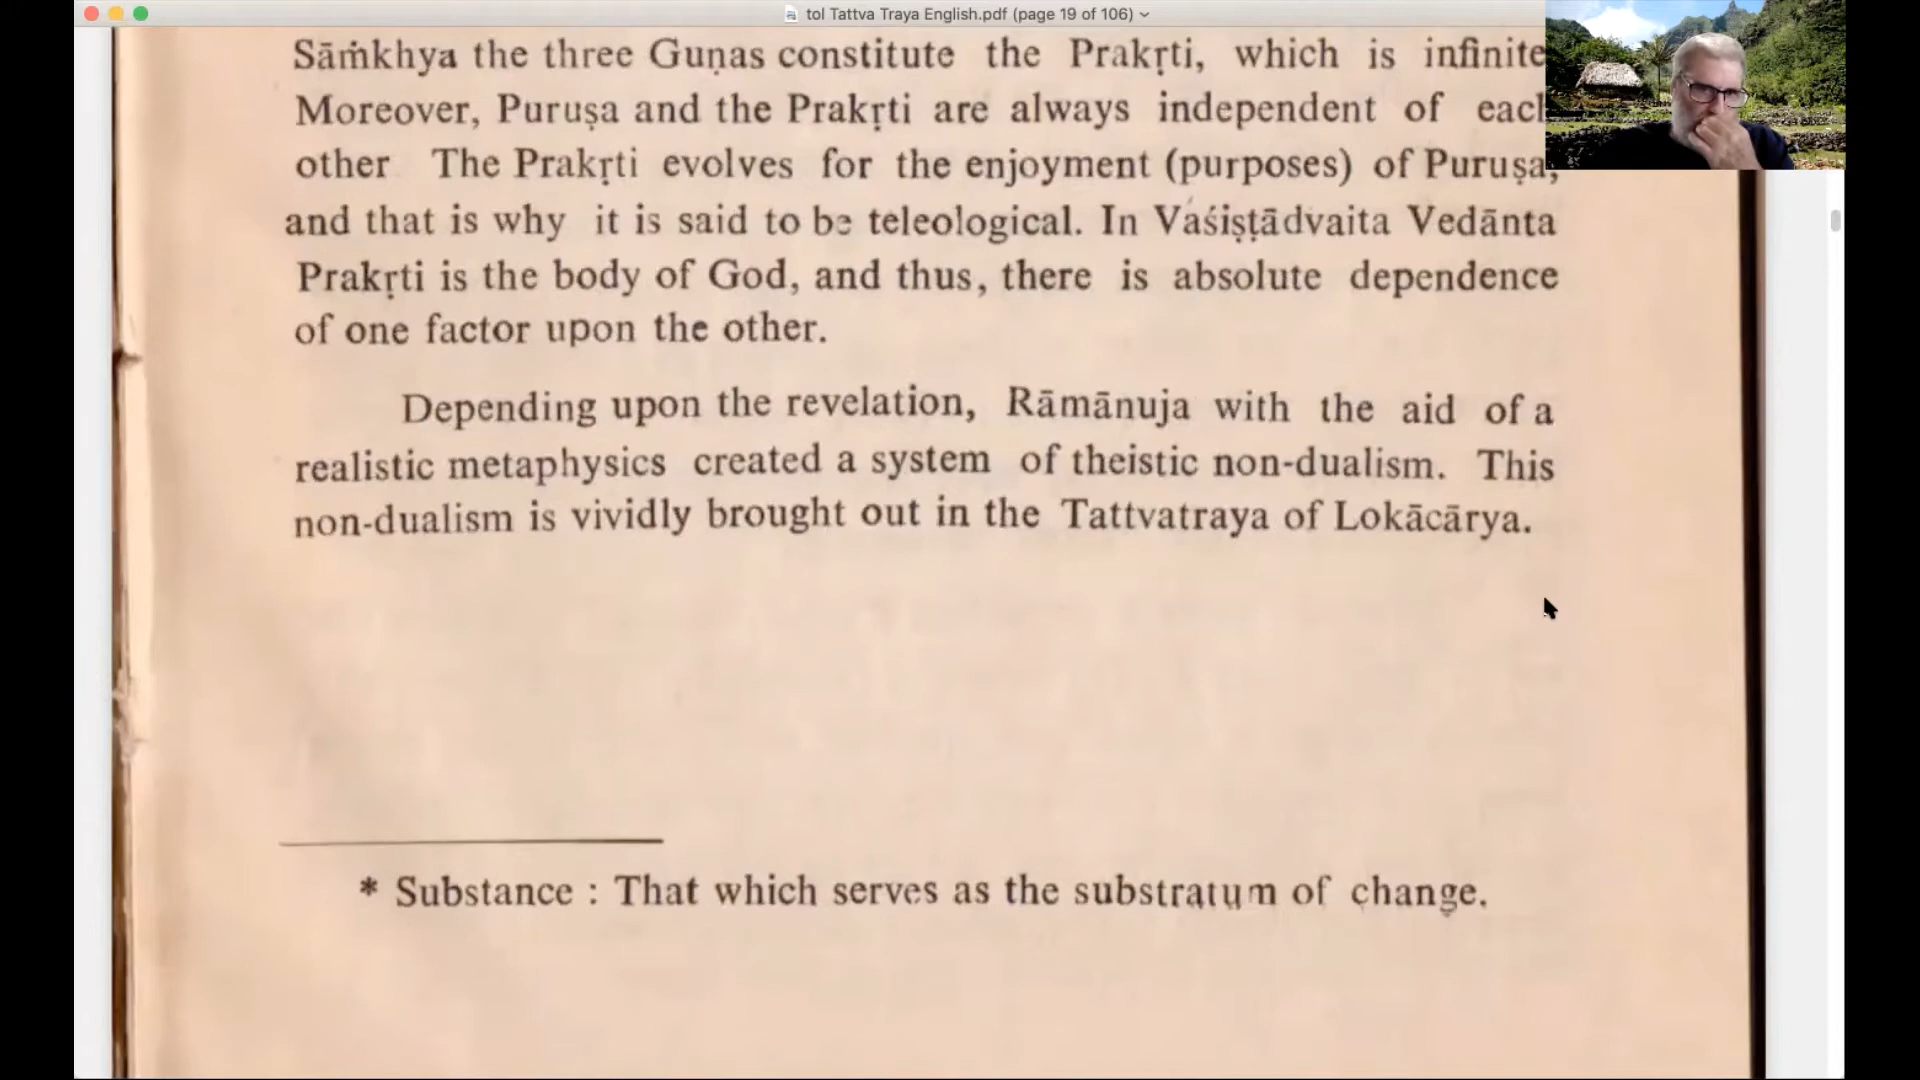 tol Tattva Traya English.pdf (page 19 of 106)
Sāṁkhya the three Guṇas constitute the Prakṛti, which is infinite
Moreover, Puruṣa and the Prakṛti are always independent of each
other The Prakṛti evolves for the enjoyment (purposes) of Puruṣa,
and that is why it is said to be teleological. In Vaśiṣṭādvaita Vedānta
Prakṛti is the body of God, and thus, there is absolute dependence
of one factor upon the other.
Depending upon the revelation, Rāmānuja with the aid of a
realistic metaphysics created a system of theistic non-dualism. This
non-dualism is vividly brought out in the Tattvatraya of Lokācārya.
* Substance : That which serves as the substratum of change.